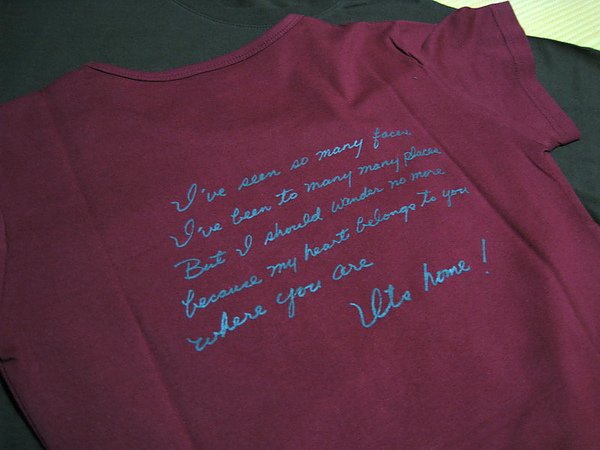 I've seen so many faces
I've been to many many places
But I should wander no more
because my heart belongs to you
where you are
Its home!